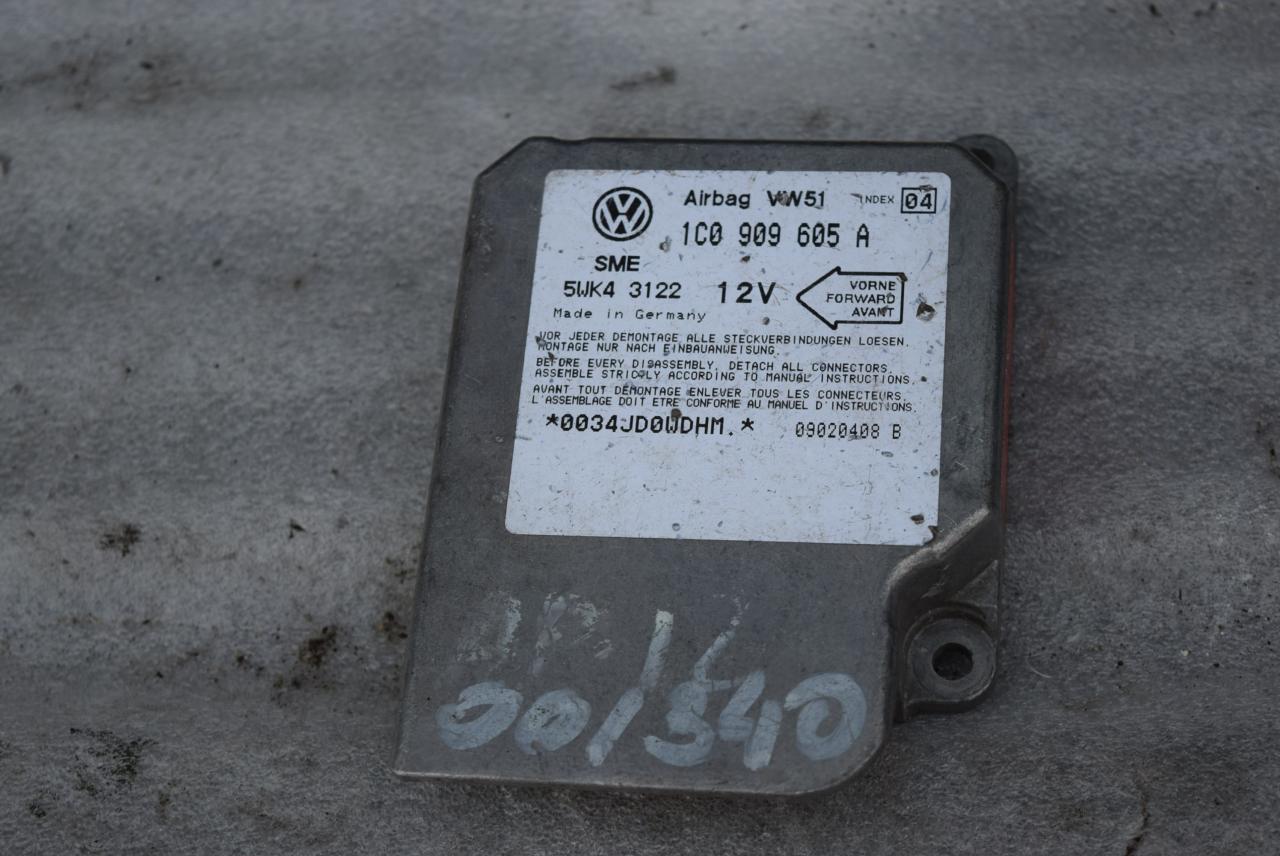 Airbag VW51 INDEX 04
1C0 909 605 A
SME
5WK4 3122 12V
VORNE
FORWARD
AVANT
Made in Germany
VOR JEDER DEMONTAGE ALLE STECKVERBINDUNGEN LOESEN.
MONTAGE NUR NACH EINBAUANWEISUNG.
BEFORE EVERY DISASSEMBLY, DETACH ALL CONNECTORS.
ASSEMBLE STRICTLY ACCORDING TO MANUAL INSTRUCTIONS.
AVANT TOUT DEMONTAGE ENLEVER TOUS LES CONNECTEURS.
L'ASSEMBLAGE DOIT ETRE CONFORME AU MANUEL D'INSTRUCTIONS.
*0034JD0WDHM.* 09020408 B